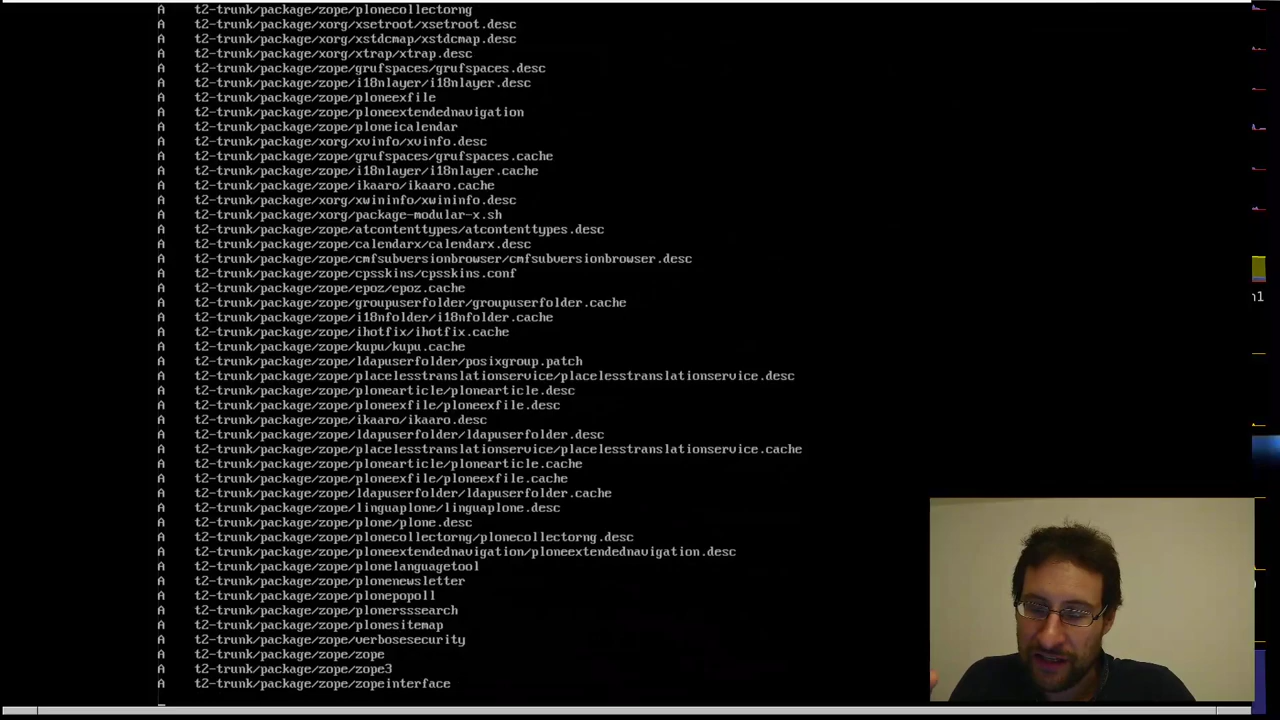 A    t2-trunk/package/zope/plonecollectorng
A    t2-trunk/package/xorg/xsetroot/xsetroot.desc
A    t2-trunk/package/xorg/xstdcmap/xstdcmap.desc
A    t2-trunk/package/xorg/xtrap/xtrap.desc
A    t2-trunk/package/zope/grufspaces/grufspaces.desc
A    t2-trunk/package/zope/i18nlayer/i18nlayer.desc
A    t2-trunk/package/zope/ploneexfile
A    t2-trunk/package/zope/ploneextendednavigation
A    t2-trunk/package/zope/ploneicalendar
A    t2-trunk/package/xorg/xvinfo/xvinfo.desc
A    t2-trunk/package/zope/grufspaces/grufspaces.cache
A    t2-trunk/package/zope/i18nlayer/i18nlayer.cache
A    t2-trunk/package/zope/ikaaro/ikaaro.cache
A    t2-trunk/package/xorg/xwininfo/xwininfo.desc
A    t2-trunk/package/xorg/package-modular-x.sh
A    t2-trunk/package/zope/atcontenttypes/atcontenttypes.desc
A    t2-trunk/package/zope/calendarx/calendarx.desc
A    t2-trunk/package/zope/cmfsubversionbrowser/cmfsubversionbrowser.desc
A    t2-trunk/package/zope/cpsskins/cpsskins.conf
A    t2-trunk/package/zope/epoz/epoz.cache
A    t2-trunk/package/zope/groupuserfolder/groupuserfolder.cache
A    t2-trunk/package/zope/i18nfolder/i18nfolder.cache
A    t2-trunk/package/zope/ihotfix/ihotfix.cache
A    t2-trunk/package/zope/kupu/kupu.cache
A    t2-trunk/package/zope/ldapuserfolder/posixgroup.patch
A    t2-trunk/package/zope/placelesstranslationservice/placelesstranslationservice.desc
A    t2-trunk/package/zope/plonearticle/plonearticle.desc
A    t2-trunk/package/zope/ploneexfile/ploneexfile.desc
A    t2-trunk/package/zope/ikaaro/ikaaro.desc
A    t2-trunk/package/zope/ldapuserfolder/ldapuserfolder.desc
A    t2-trunk/package/zope/placelesstranslationservice/placelesstranslationservice.cache
A    t2-trunk/package/zope/plonearticle/plonearticle.cache
A    t2-trunk/package/zope/ploneexfile/ploneexfile.cache
A    t2-trunk/package/zope/ldapuserfolder/ldapuserfolder.cache
A    t2-trunk/package/zope/linguaplone/linguaplone.desc
A    t2-trunk/package/zope/plone/plone.desc
A    t2-trunk/package/zope/plonecollectorng/plonecollectorng.desc
A    t2-trunk/package/zope/ploneextendednavigation/ploneextendednavigation.desc
A    t2-trunk/package/zope/plonelanguagetool
A    t2-trunk/package/zope/plonenewsletter
A    t2-trunk/package/zope/plonepopoll
A    t2-trunk/package/zope/plonersssearch
A    t2-trunk/package/zope/plonesitemap
A    t2-trunk/package/zope/verbosesecurity
A    t2-trunk/package/zope/zope
A    t2-trunk/package/zope/zope3
A    t2-trunk/package/zope/zopeinterface